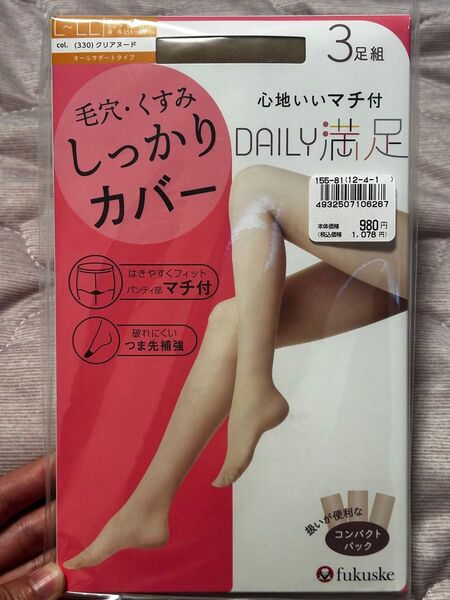 L～LL
col. (330) クリアヌード
オールサポートタイプ
3足組
毛穴・くすみ
しっかり
カバー
心地いいマチ付
DAILY満足
155-81(12-4-1 )
4932507106267
本体価格 980円
(税込価格) 1,078円)
はきやすくフィット
パンティ部 マチ付
破れにくい
つま先補強
扱いが便利な
コンパクト
パック
fukuske